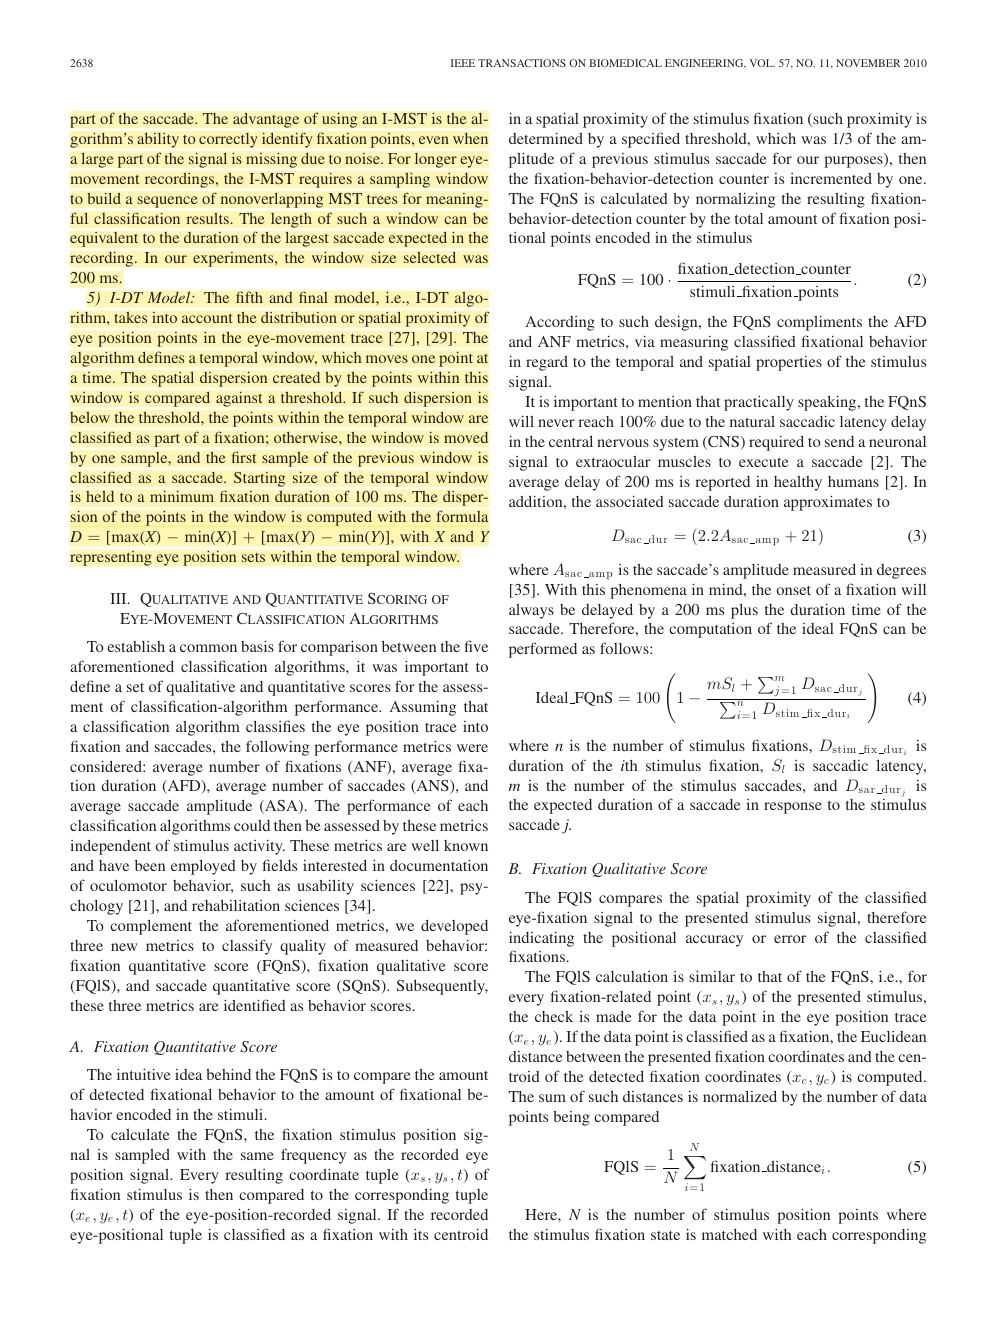 2638
IEEE TRANSACTIONS ON BIOMEDICAL ENGINEERING, VOL. 57, NO. 11, NOVEMBER 2010
part of the saccade. The advantage of using an I-MST is the al-
gorithm's ability to correctly identify fixation points, even when
a large part of the signal is missing due to noise. For longer eye-
movement recordings, the I-MST requires a sampling window
to build a sequence of nonoverlapping MST trees for meaning-
ful classification results. The length of such a window can be
equivalent to the duration of the largest saccade expected in the
recording. In our experiments, the window size selected was
200 ms.
5) I-DT Model: The fifth and final model, i.e., I-DT algo-
rithm, takes into account the distribution or spatial proximity of
eye position points in the eye-movement trace [27], [29]. The
algorithm defines a temporal window, which moves one point at
a time. The spatial dispersion created by the points within this
window is compared against a threshold. If such dispersion is
below the threshold, the points within the temporal window are
classified as part of a fixation; otherwise, the window is moved
by one sample, and the first sample of the previous window is
classified as a saccade. Starting size of the temporal window
is held to a minimum fixation duration of 100 ms. The disper-
sion of the points in the window is computed with the formula
D = [max(X) − min(X)] + [max(Y) − min(Y)], with X and Y
representing eye position sets within the temporal window.
III. QUALITATIVE AND QUANTITATIVE SCORING OF
EYE-MOVEMENT CLASSIFICATION ALGORITHMS
To establish a common basis for comparison between the five
aforementioned classification algorithms, it was important to
define a set of qualitative and quantitative scores for the assess-
ment of classification-algorithm performance. Assuming that
a classification algorithm classifies the eye position trace into
fixation and saccades, the following performance metrics were
considered: average number of fixations (ANF), average fixa-
tion duration (AFD), average number of saccades (ANS), and
average saccade amplitude (ASA). The performance of each
classification algorithms could then be assessed by these metrics
independent of stimulus activity. These metrics are well known
and have been employed by fields interested in documentation
of oculomotor behavior, such as usability sciences [22], psy-
chology [21], and rehabilitation sciences [34].
To complement the aforementioned metrics, we developed
three new metrics to classify quality of measured behavior:
fixation quantitative score (FQnS), fixation qualitative score
(FQlS), and saccade quantitative score (SQnS). Subsequently,
these three metrics are identified as behavior scores.
A. Fixation Quantitative Score
The intuitive idea behind the FQnS is to compare the amount
of detected fixational behavior to the amount of fixational be-
havior encoded in the stimuli.
To calculate the FQnS, the fixation stimulus position sig-
nal is sampled with the same frequency as the recorded eye
position signal. Every resulting coordinate tuple (x_s, y_s, t) of
fixation stimulus is then compared to the corresponding tuple
(x_e, y_e, t) of the eye-position-recorded signal. If the recorded
eye-positional tuple is classified as a fixation with its centroid
in a spatial proximity of the stimulus fixation (such proximity is
determined by a specified threshold, which was 1/3 of the am-
plitude of a previous stimulus saccade for our purposes), then
the fixation-behavior-detection counter is incremented by one.
The FQnS is calculated by normalizing the resulting fixation-
behavior-detection counter by the total amount of fixation posi-
tional points encoded in the stimulus
FQnS = 100 · fixation_detection_counter / stimuli_fixation_points . (2)
According to such design, the FQnS compliments the AFD
and ANF metrics, via measuring classified fixational behavior
in regard to the temporal and spatial properties of the stimulus
signal.
It is important to mention that practically speaking, the FQnS
will never reach 100% due to the natural saccadic latency delay
in the central nervous system (CNS) required to send a neuronal
signal to extraocular muscles to execute a saccade [2]. The
average delay of 200 ms is reported in healthy humans [2]. In
addition, the associated saccade duration approximates to
D_sac_dur = (2.2A_sac_amp + 21) (3)
where A_sac_amp is the saccade's amplitude measured in degrees
[35]. With this phenomena in mind, the onset of a fixation will
always be delayed by a 200 ms plus the duration time of the
saccade. Therefore, the computation of the ideal FQnS can be
performed as follows:
Ideal_FQnS = 100 (1 − (mS_l + ∑_{j=1}^{m} D_sac_dur_j) / (∑_{i=1}^{n} D_stim_fix_dur_i)) (4)
where n is the number of stimulus fixations, D_stim_fix_dur_i is
duration of the ith stimulus fixation, S_l is saccadic latency,
m is the number of the stimulus saccades, and D_sar_dur_j is
the expected duration of a saccade in response to the stimulus
saccade j.
B. Fixation Qualitative Score
The FQlS compares the spatial proximity of the classified
eye-fixation signal to the presented stimulus signal, therefore
indicating the positional accuracy or error of the classified
fixations.
The FQlS calculation is similar to that of the FQnS, i.e., for
every fixation-related point (x_s, y_s) of the presented stimulus,
the check is made for the data point in the eye position trace
(x_e, y_e). If the data point is classified as a fixation, the Euclidean
distance between the presented fixation coordinates and the cen-
troid of the detected fixation coordinates (x_c, y_c) is computed.
The sum of such distances is normalized by the number of data
points being compared
FQlS = 1/N ∑_{i=1}^{N} fixation_distance_i. (5)
Here, N is the number of stimulus position points where
the stimulus fixation state is matched with each corresponding